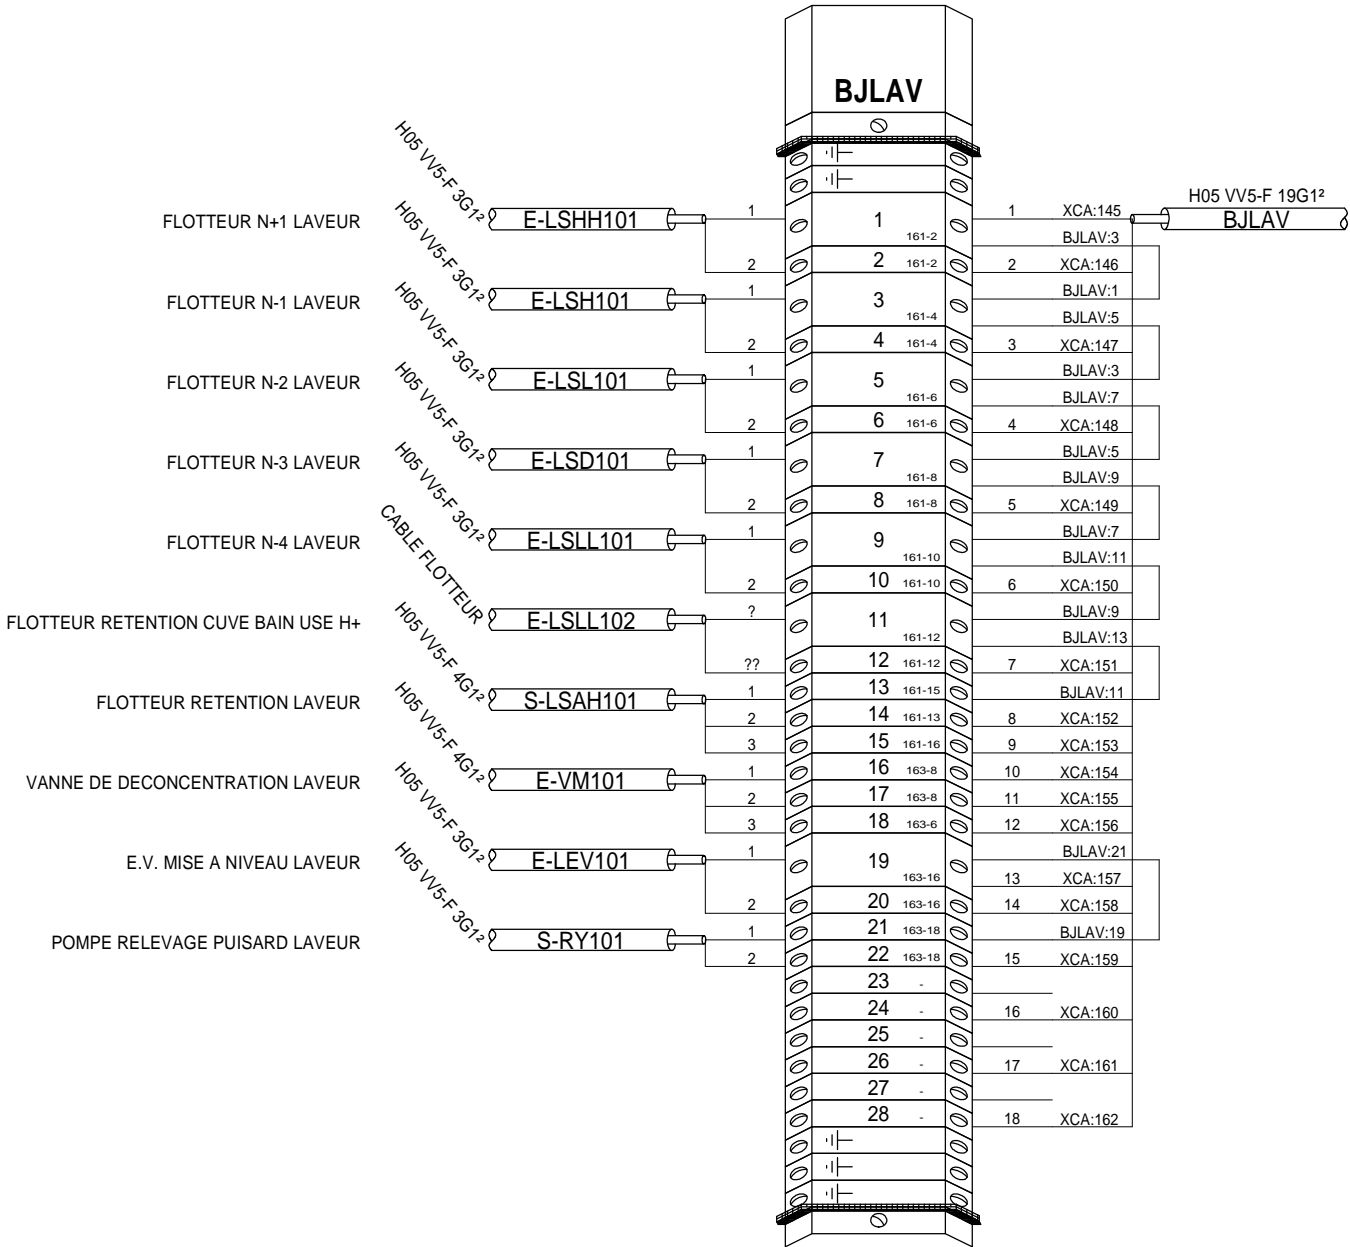 BJLAV
H05 VV5-F 19G1²
BJLAV
H05 VV5-F 3G1²
FLOTTEUR N+1 LAVEUR
E-LSHH101
1
1
161-2
1
XCA:145
BJLAV:3
2
2
161-2
2
XCA:146
H05 VV5-F 3G1²
FLOTTEUR N-1 LAVEUR
E-LSH101
1
3
161-4
BJLAV:1
BJLAV:5
2
4
161-4
3
XCA:147
H05 VV5-F 3G1²
FLOTTEUR N-2 LAVEUR
E-LSL101
1
5
161-6
BJLAV:3
BJLAV:7
2
6
161-6
4
XCA:148
H05 VV5-F 3G1²
FLOTTEUR N-3 LAVEUR
E-LSD101
1
7
161-8
BJLAV:5
BJLAV:9
2
8
161-8
5
XCA:149
H05 VV5-F 3G1²
FLOTTEUR N-4 LAVEUR
E-LSLL101
1
9
161-10
BJLAV:7
BJLAV:11
2
10
161-10
6
XCA:150
CABLE FLOTTEUR
FLOTTEUR RETENTION CUVE BAIN USE H+
E-LSLL102
?
11
161-12
BJLAV:9
BJLAV:13
??
12
161-12
7
XCA:151
H05 VV5-F 4G1²
FLOTTEUR RETENTION LAVEUR
S-LSAH101
1
13
161-15
BJLAV:11
2
14
161-13
8
XCA:152
3
15
161-16
9
XCA:153
H05 VV5-F 4G1²
VANNE DE DECONCENTRATION LAVEUR
E-VM101
1
16
163-8
10
XCA:154
2
17
163-8
11
XCA:155
3
18
163-6
12
XCA:156
H05 VV5-F 3G1²
E.V. MISE A NIVEAU LAVEUR
E-LEV101
1
19
163-16
BJLAV:21
13
XCA:157
2
20
163-16
14
XCA:158
H05 VV5-F 3G1²
POMPE RELEVAGE PUISARD LAVEUR
S-RY101
1
21
163-18
BJLAV:19
2
22
163-18
15
XCA:159
23
-
24
-
16
XCA:160
25
-
26
-
17
XCA:161
27
-
28
-
18
XCA:162